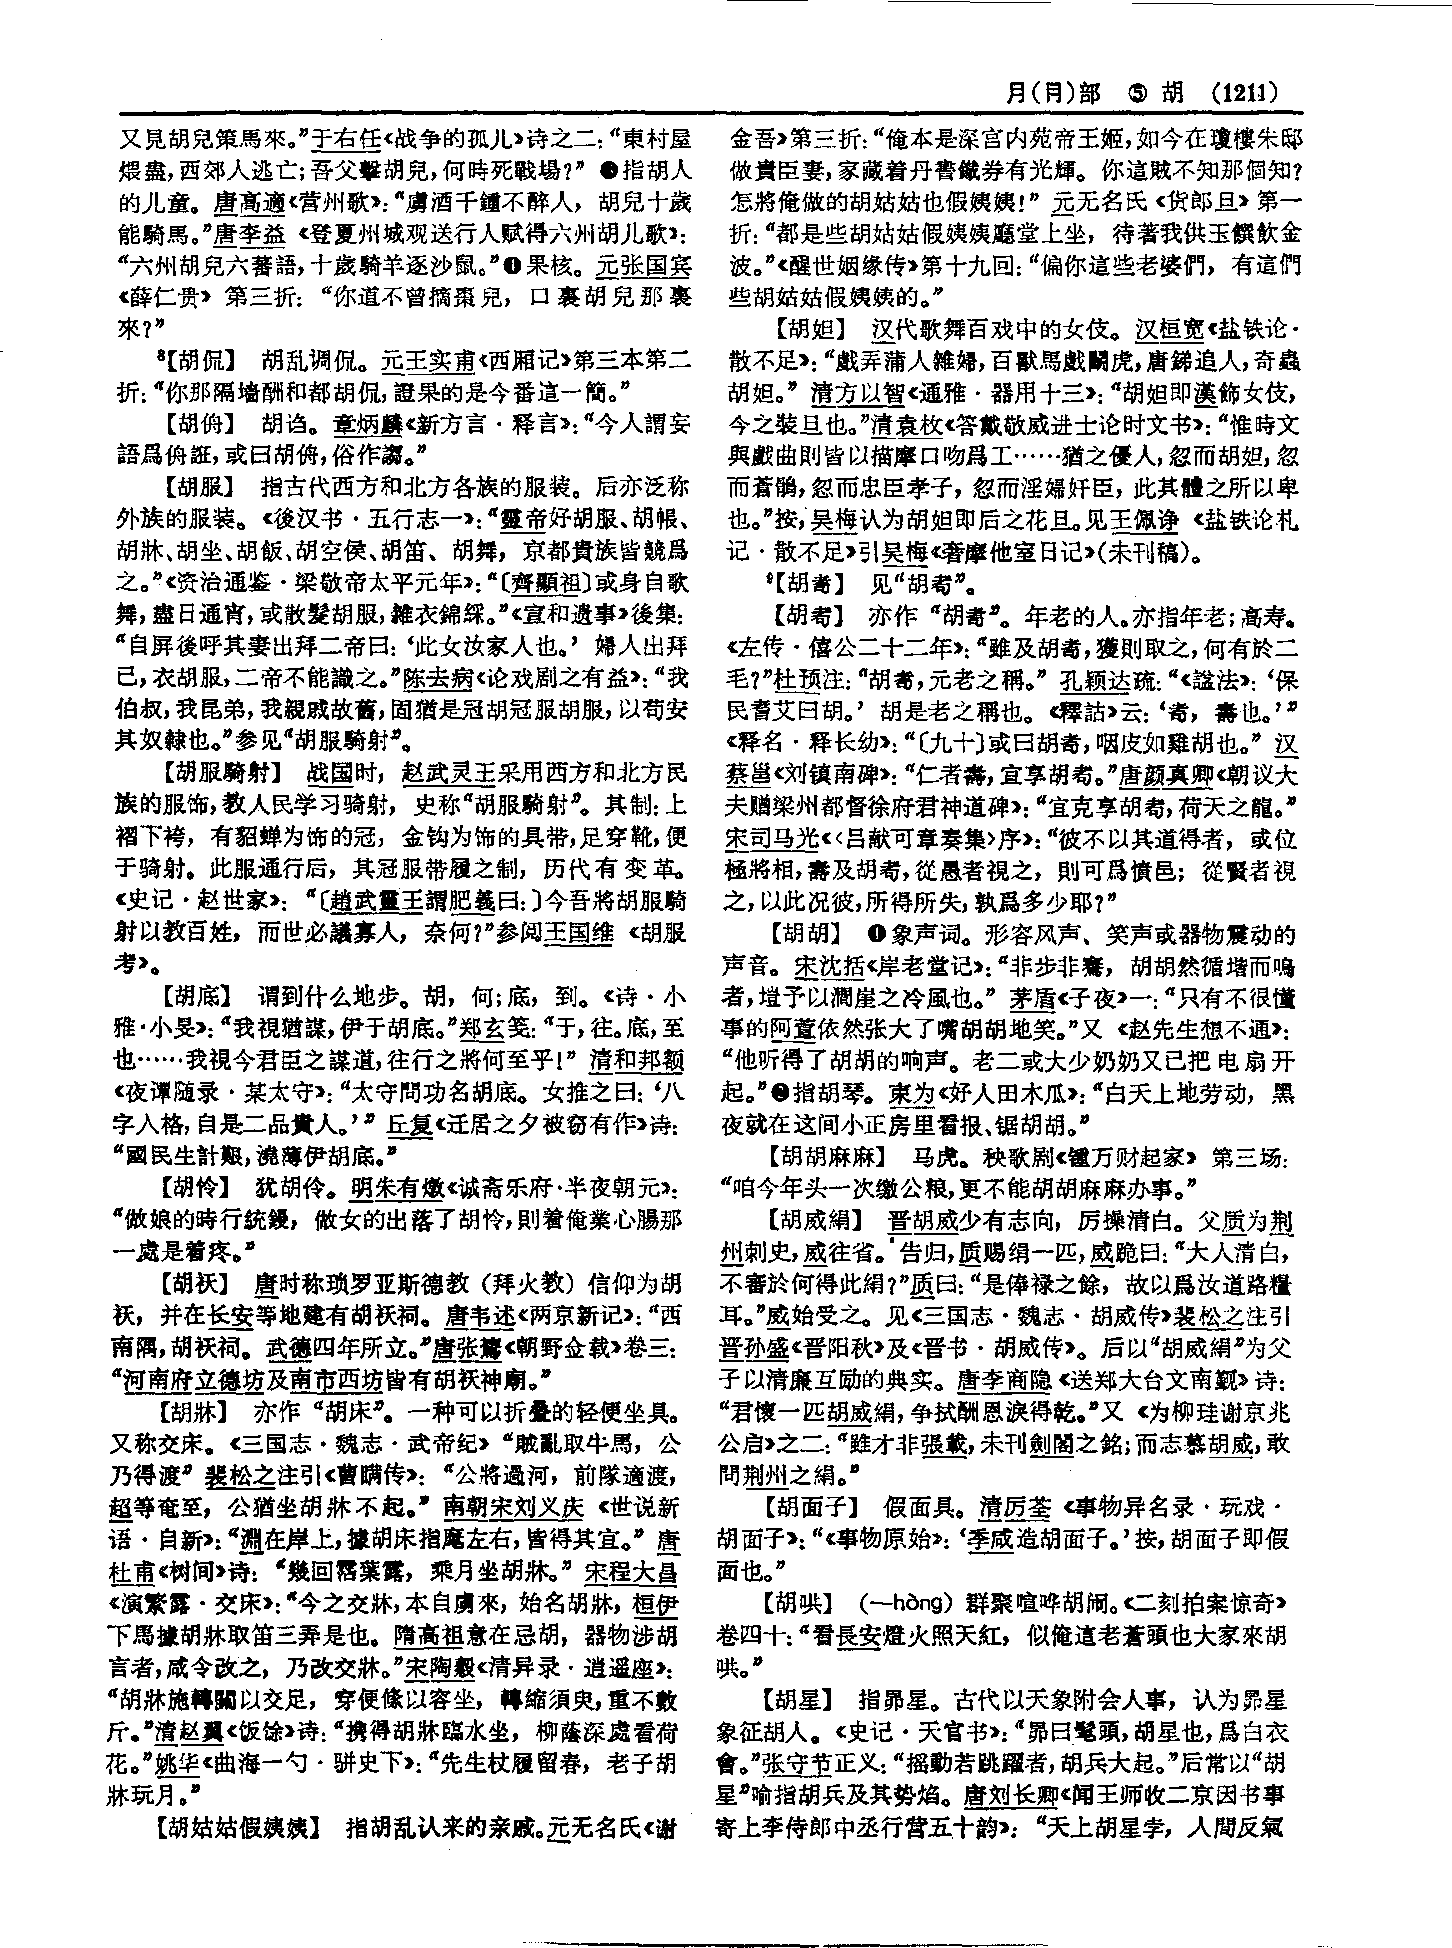 月(⺼)部 ⑤ 胡 (1211)
又見胡兒策馬來。”于右任《战争的孤儿》诗之二：“東村屋
煨盡，西郊人逃亡；吾父擊胡兒，何時死戰場？” ❸指胡人
的儿童。唐高適《营州歌》：“虜酒千鍾不醉人，胡兒十歲
能騎馬。”唐李益《登夏州城观送行人赋得六州胡儿歌》：
“六州胡兒六蕃語，十歲騎羊逐沙鼠。”❹果核。元张国宾
《薛仁贵》第三折：“你道不曾摘棗兒，口裏胡兒那裏
來？”
⁸【胡侃】 胡乱调侃。元王实甫《西厢记》第三本第二
折：“你那隔墙酬和都胡侃，證果的是今番這一簡。”
【胡㑃】 胡诌。章炳麟《新方言·释言》：“今人謂妄
語爲㑃誑，或曰胡㑃，俗作謅。”
【胡服】 指古代西方和北方各族的服装。后亦泛称
外族的服装。《後汉书·五行志一》：“靈帝好胡服、胡帳、
胡牀、胡坐、胡飯、胡空侯、胡笛、胡舞，京都貴族皆競爲
之。”《资治通鉴·梁敬帝太平元年》：“〔齊顯祖〕或身自歌
舞，盡日通宵，或散髮胡服，雜衣錦綵。”《宣和遗事》後集：
“自屏後呼其妻出拜二帝曰：‘此女汝家人也。’婦人出拜
已，衣胡服，二帝不能識之。”陈去病《论戏剧之有益》：“我
伯叔，我昆弟，我親戚故舊，固猶是冠胡冠服胡服，以苟安
其奴隸也。”参见“胡服騎射”。
【胡服騎射】 战国时，赵武灵王采用西方和北方民
族的服饰，教人民学习骑射，史称“胡服騎射”。其制：上
褶下袴，有貂蝉为饰的冠，金钩为饰的具带，足穿靴，便
于骑射。此服通行后，其冠服带履之制，历代有变革。
《史记·赵世家》：“〔趙武靈王謂肥義曰：〕今吾將胡服騎
射以教百姓，而世必議寡人，奈何？”参阅王国维《胡服
考》。
【胡底】 谓到什么地步。胡，何；底，到。《诗·小
雅·小旻》：“我視猶謀，伊于胡底。”郑玄笺：“于，往。底，至
也……我視今君臣之謀道，往行之將何至乎！”清和邦额
《夜谭随录·某太守》：“太守問功名胡底。女推之曰：‘八
字入格，自是二品貴人。’”丘复《迁居之夕被窃有作》诗：
“國民生計艱，澆薄伊胡底。”
【胡怜】 犹胡伶。明朱有燉《诚斋乐府·半夜朝元》：
“做娘的時行統鏝，做女的出落了胡怜，則着俺業心腸那
一處是着疼。”
【胡祆】 唐时称琐罗亚斯德教（拜火教）信仰为胡
祆，并在长安等地建有胡祆祠。唐韦述《两京新记》：“西
南隅，胡祆祠。武德四年所立。”唐张鷟《朝野佥载》卷三：
“河南府立德坊及南市西坊皆有胡祆神廟。”
【胡牀】 亦作“胡床”。一种可以折叠的轻便坐具。
又称交床。《三国志·魏志·武帝纪》“賊亂取牛馬，公
乃得渡”裴松之注引《曹瞒传》：“公將過河，前隊適渡，
超等奄至，公猶坐胡牀不起。”南朝宋刘义庆《世说新
语·自新》：“淵在岸上，據胡床指麾左右，皆得其宜。”唐
杜甫《树间》诗：“幾回霑葉露，乘月坐胡牀。”宋程大昌
《演繁露·交床》：“今之交牀，本自虜來，始名胡牀，桓伊
下馬據胡牀取笛三弄是也。隋高祖意在忌胡，器物涉胡
言者，咸令改之，乃改交牀。”宋陶穀《清异录·逍遥座》：
“胡牀施轉關以交足，穿便絛以容坐，轉縮須臾，重不數
斤。”清赵翼《饭馀》诗：“携得胡牀臨水坐，柳蔭深處看荷
花。”姚华《曲海一勺·骈史下》：“先生杖履留春，老子胡
牀玩月。”
【胡姑姑假姨姨】 指胡乱认来的亲戚。元无名氏《谢
金吾》第三折：“俺本是深宫内苑帝王姬，如今在瓊樓朱邸
做貴臣妻，家藏着丹書鐵券有光輝。你這賊不知那個知？
怎將俺做的胡姑姑也假姨姨！”元无名氏《货郎旦》第一
折：“都是些胡姑姑假姨姨廳堂上坐，待著我供玉饌飲金
波。”《醒世姻缘传》第十九回：“偏你這些老婆們，有這們
些胡姑姑假姨姨的。”
【胡妲】 汉代歌舞百戏中的女伎。汉桓宽《盐铁论·
散不足》：“戲弄蒲人雜婦，百獸馬戲鬭虎，唐銻追人，奇蟲
胡妲。”清方以智《通雅·器用十三》：“胡妲即漢飾女伎，
今之裝旦也。”清袁枚《答戴敬威进士论时文书》：“惟時文
與戲曲則皆以描摩口吻爲工……猶之優人，忽而胡妲，忽
而蒼鶻，忽而忠臣孝子，忽而淫婦奸臣，此其體之所以卑
也。”按，吴梅认为胡妲即后之花旦。见王佩诤《盐铁论札
记·散不足》引吴梅《奢摩他室日记》（未刊稿）。
⁸【胡耇】 见“胡耉”。
【胡耉】 亦作“胡耇”。年老的人。亦指年老；高寿。
《左传·僖公二十二年》：“雖及胡耇，獲則取之，何有於二
毛？”杜预注：“胡耇，元老之稱。”孔颖达疏：“《諡法》：‘保
民耆艾曰胡。’胡是老之稱也。《釋詁》云：‘耇，壽也。’”
《释名·释长幼》：“〔九十〕或曰胡耇，咽皮如雞胡也。”汉
蔡邕《刘镇南碑》：“仁者壽，宜享胡耉。”唐颜真卿《朝议大
夫赠梁州都督徐府君神道碑》：“宜克享胡耉，荷天之龍。”
宋司马光《〈吕献可章奏集〉序》：“彼不以其道得者，或位
極將相，壽及胡耉，從愚者視之，則可爲憤邑；從賢者視
之，以此况彼，所得所失，孰爲多少耶？”
【胡胡】 ❶象声词。形容风声、笑声或器物震动的
声音。宋沈括《岸老堂记》：“非步非騫，胡胡然循堦而鳴
者，塏予以澗崖之冷風也。”茅盾《子夜》一：“只有不很懂
事的阿萱依然张大了嘴胡胡地笑。”又《赵先生想不通》：
“他听得了胡胡的响声。老二或大少奶奶又已把电扇开
起。”❷指胡琴。束为《好人田木瓜》：“白天上地劳动，黑
夜就在这间小正房里看报、锯胡胡。”
【胡胡麻麻】 马虎。秧歌剧《锺万财起家》第三场：
“咱今年头一次缴公粮，更不能胡胡麻麻办事。”
【胡威絹】 晋胡威少有志向，厉操清白。父质为荆
州刺史，威往省。告归，质赐绢一匹，威跪曰：“大人清白，
不審於何得此絹？”质曰：“是俸禄之餘，故以爲汝道路糧
耳。”威始受之。见《三国志·魏志·胡威传》裴松之注引
晋孙盛《晋阳秋》及《晋书·胡威传》。后以“胡威絹”为父
子以清廉互励的典实。唐李商隐《送郑大台文南觐》诗：
“君懷一匹胡威絹，争拭酬恩淚得乾。”又《为柳珪谢京兆
公启》之二：“雖才非張載，未刊劍閣之銘；而志慕胡威，敢
問荆州之絹。”
【胡面子】 假面具。清厉荃《事物异名录·玩戏·
胡面子》：“《事物原始》：‘季咸造胡面子。’按，胡面子即假
面也。”
【胡哄】 （—hòng）群聚喧哗胡闹。《二刻拍案惊奇》
卷四十：“看長安燈火照天紅，似俺這老蒼頭也大家來胡
哄。”
【胡星】 指昴星。古代以天象附会人事，认为昴星
象征胡人。《史记·天官书》：“昴曰髦頭，胡星也，爲白衣
會。”张守节正义：“摇動若跳躍者，胡兵大起。”后常以“胡
星”喻指胡兵及其势焰。唐刘长卿《闻王师收二京因书事
寄上李侍郎中丞行营五十韵》：“天上胡星孛，人間反氣